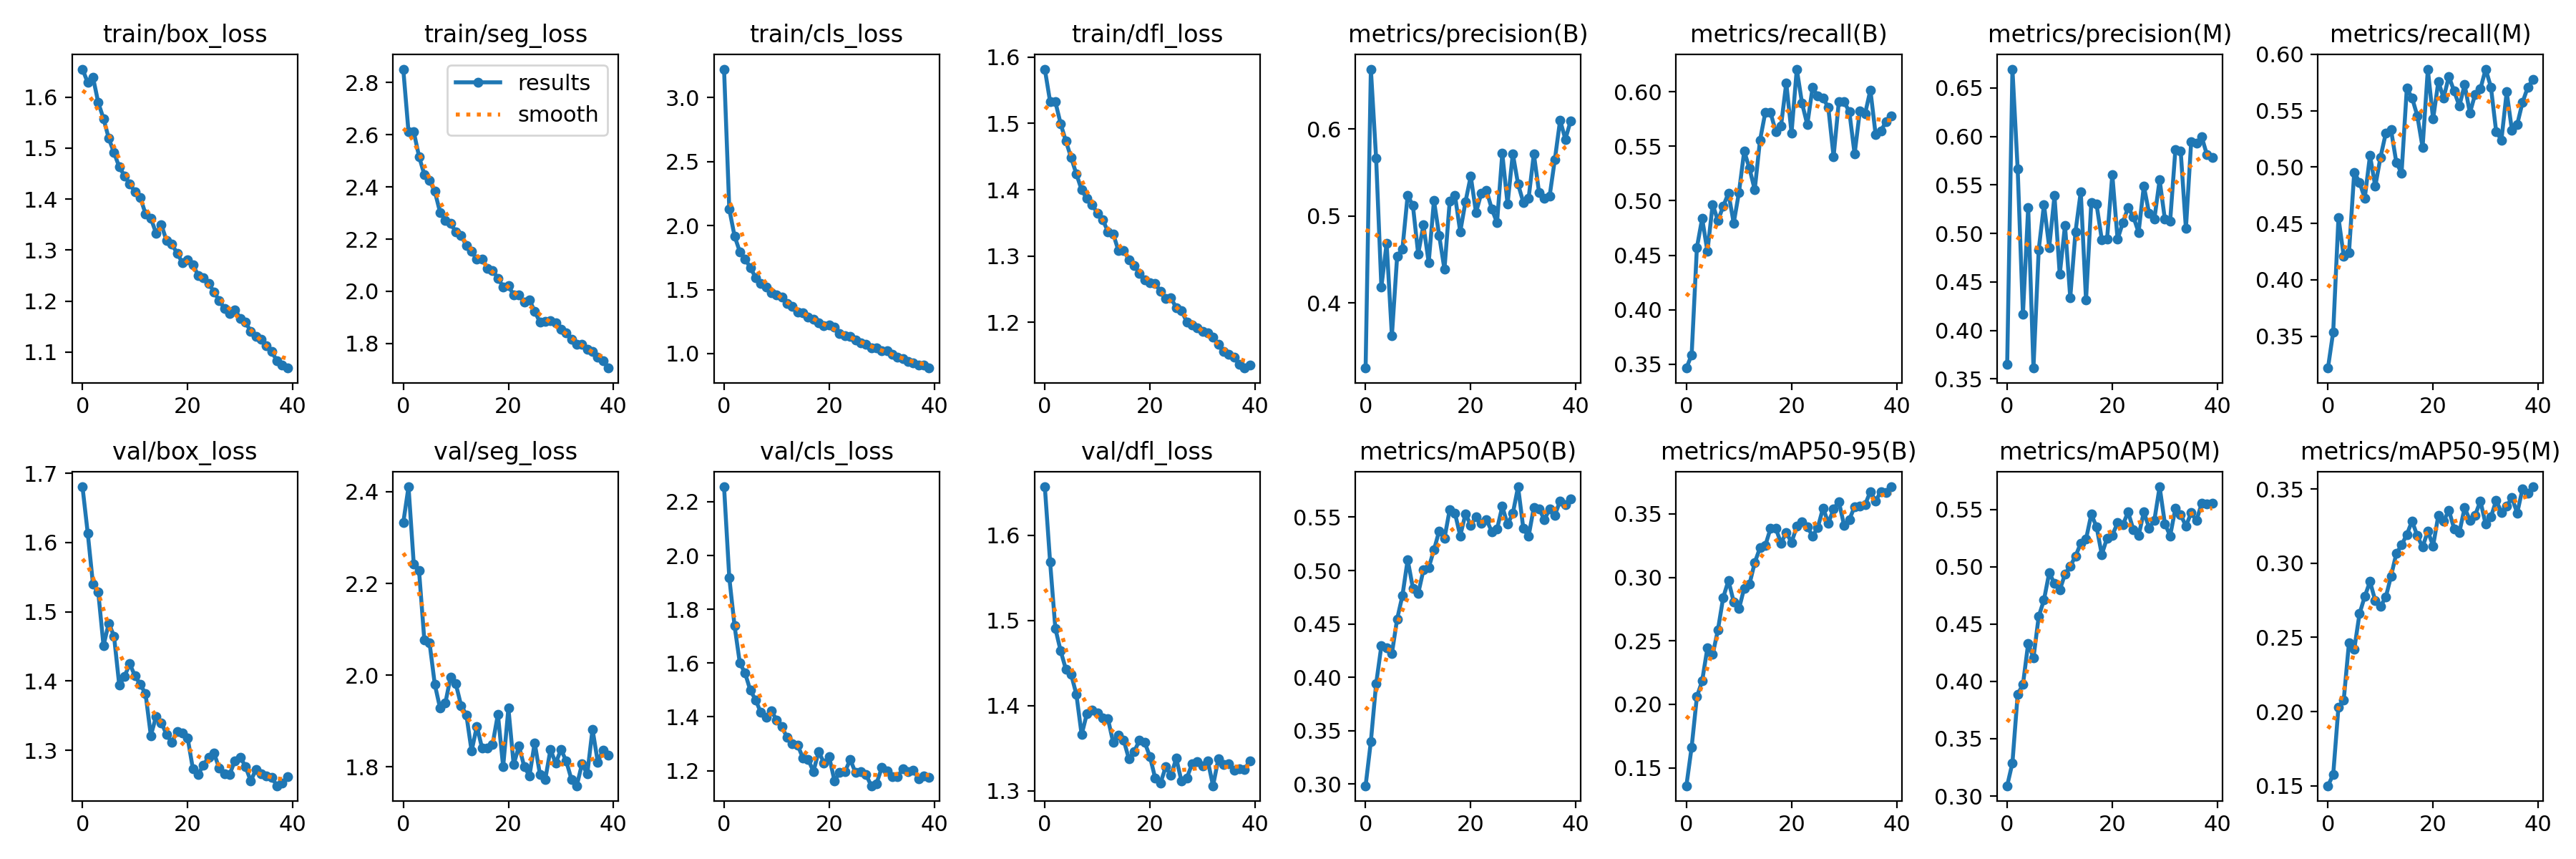 train/box_loss
1.6
1.5
1.4
1.3
1.2
1.1
0 20 40
train/seg_loss
results
smooth
2.8
2.6
2.4
2.2
2.0
1.8
0 20 40
train/cls_loss
3.0
2.5
2.0
1.5
1.0
0 20 40
train/dfl_loss
1.6
1.5
1.4
1.3
1.2
0 20 40
metrics/precision(B)
0.6
0.5
0.4
0 20 40
metrics/recall(B)
0.60
0.55
0.50
0.45
0.40
0.35
0 20 40
metrics/precision(M)
0.65
0.60
0.55
0.50
0.45
0.40
0.35
0 20 40
metrics/recall(M)
0.60
0.55
0.50
0.45
0.40
0.35
0 20 40
val/box_loss
1.7
1.6
1.5
1.4
1.3
0 20 40
val/seg_loss
2.4
2.2
2.0
1.8
0 20 40
val/cls_loss
2.2
2.0
1.8
1.6
1.4
1.2
0 20 40
val/dfl_loss
1.6
1.5
1.4
1.3
0 20 40
metrics/mAP50(B)
0.55
0.50
0.45
0.40
0.35
0.30
0 20 40
metrics/mAP50-95(B)
0.35
0.30
0.25
0.20
0.15
0 20 40
metrics/mAP50(M)
0.55
0.50
0.45
0.40
0.35
0.30
0 20 40
metrics/mAP50-95(M)
0.35
0.30
0.25
0.20
0.15
0 20 40